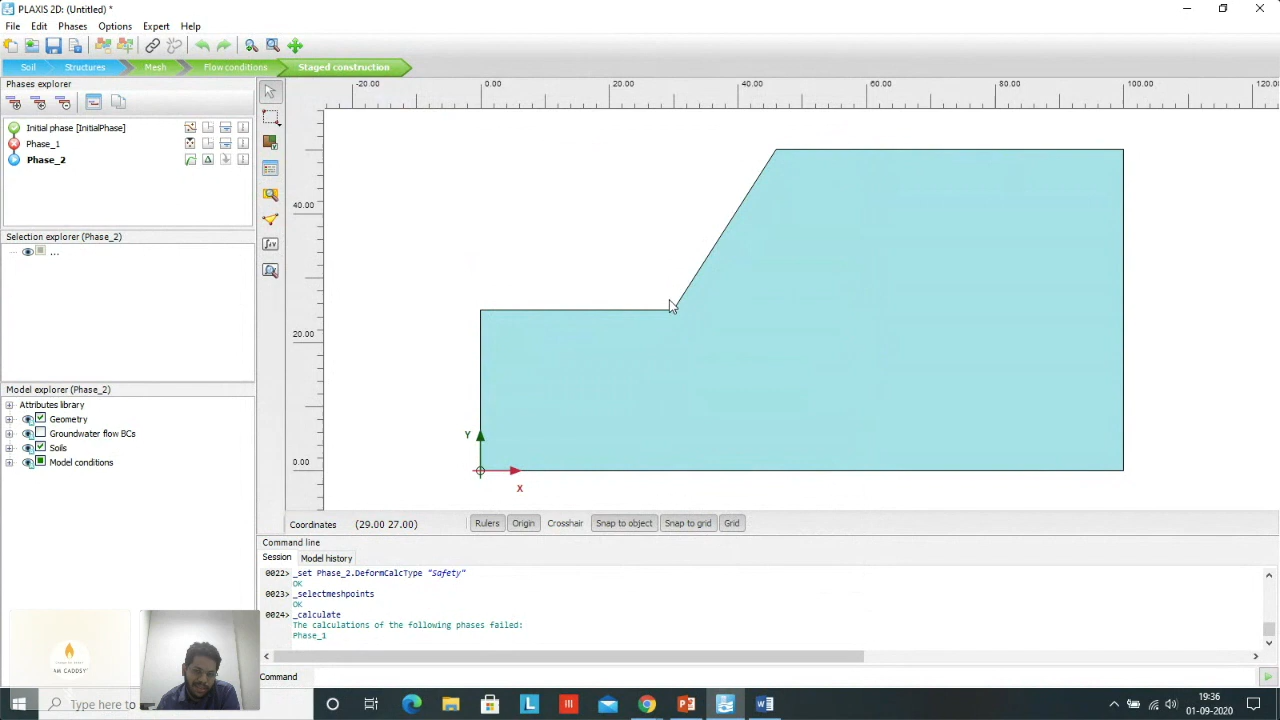 PLAXIS 2D: (Untitled) *
File Edit Phases Options Expert Help
Soil Structures Mesh Flow conditions Staged construction
Phases explorer
Initial phase [InitialPhase]
Phase_1
Phase_2
Selection explorer (Phase_2)
...
Model explorer (Phase_2)
Attributes library
Geometry
Groundwater flow BCs
Soils
Model conditions
-20.00 0.00 20.00 40.00 60.00 80.00 100.00 120.0
40.00
20.00
0.00
Y
X
Coordinates (29.00 27.00) Rulers Origin Crosshair Snap to object Snap to grid Grid
Command line
Session Model history
0022> _set Phase_2.DeformCalcType "Safety"
OK
0023> _selectmeshpoints
OK
0024> _calculate
The calculations of the following phases failed:
Phase_1
Command
AM CADDSY
Type here to
19:36
01-09-2020